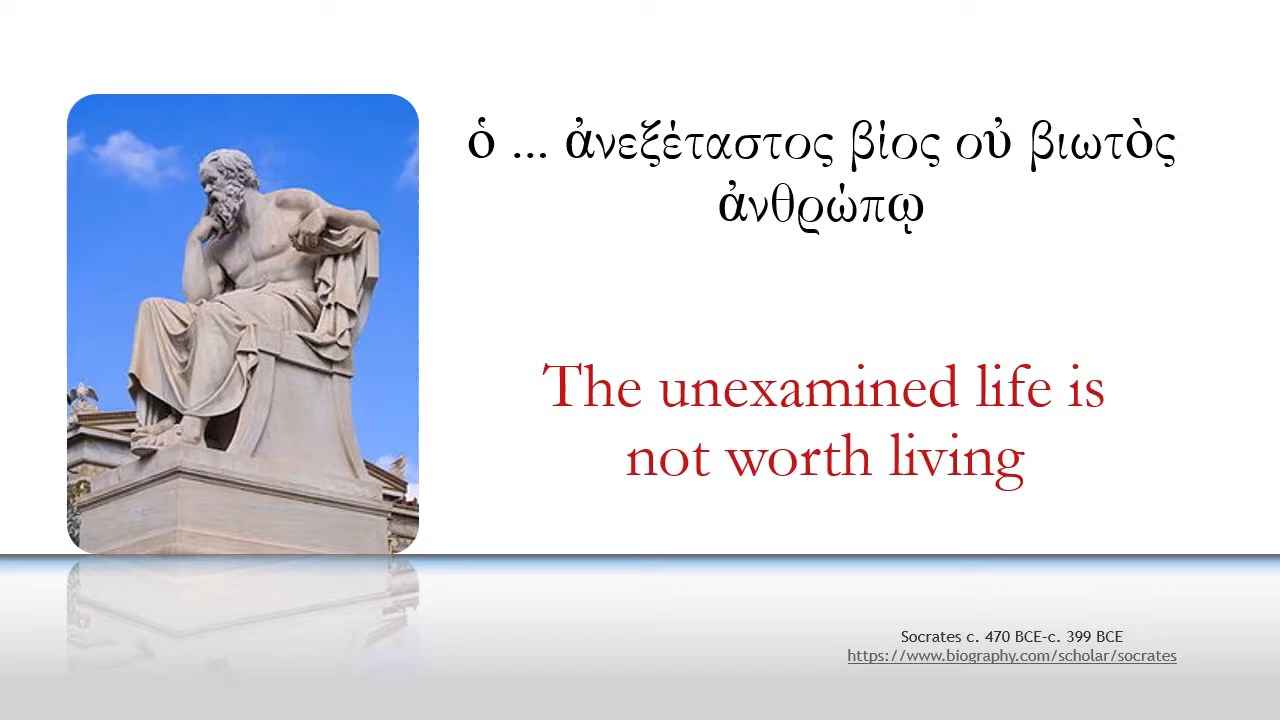 ὁ ... ἀνεξέταστος βίος οὐ βιωτὸς
ἀνθρώπῳ
The unexamined life is
not worth living
Socrates c. 470 BCE-c. 399 BCE
https://www.biography.com/scholar/socrates